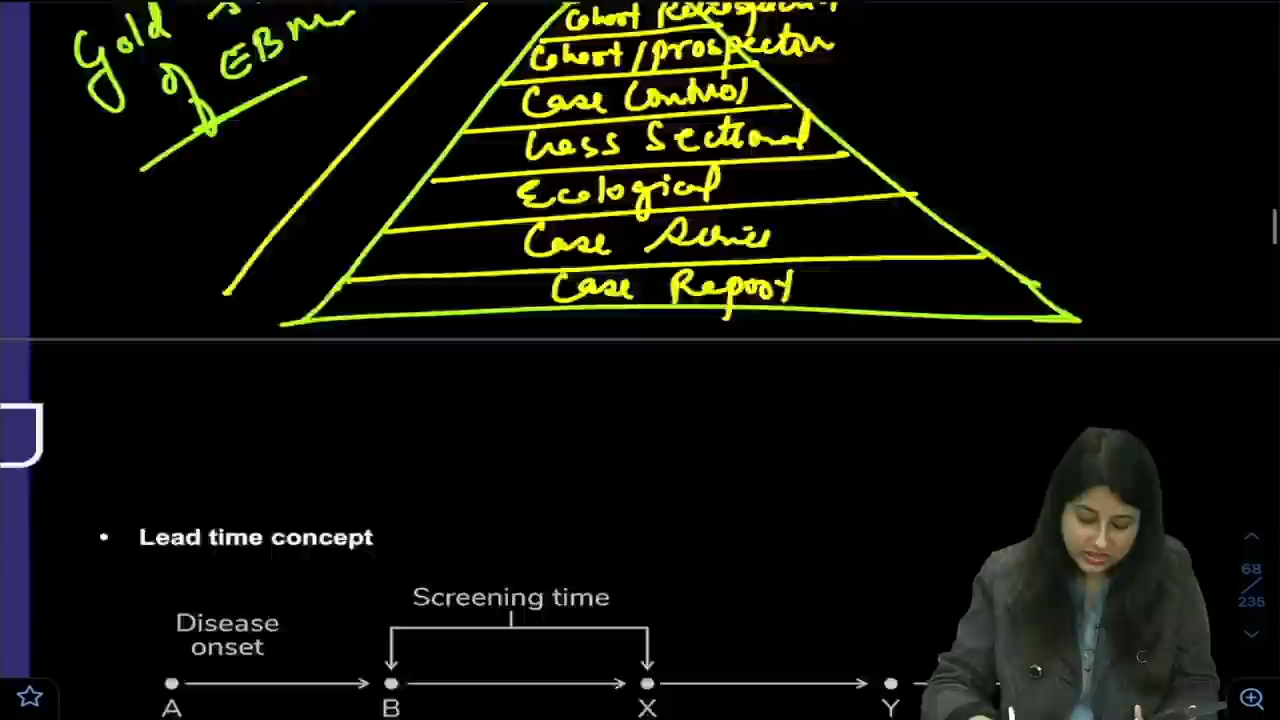 Gold
of EBM
Cohort
Cohort/prospective
Case Control
Cross Sectional
Ecological
Case Series
Case Report
• Lead time concept
Screening time
Disease
onset
A B X Y
68
235